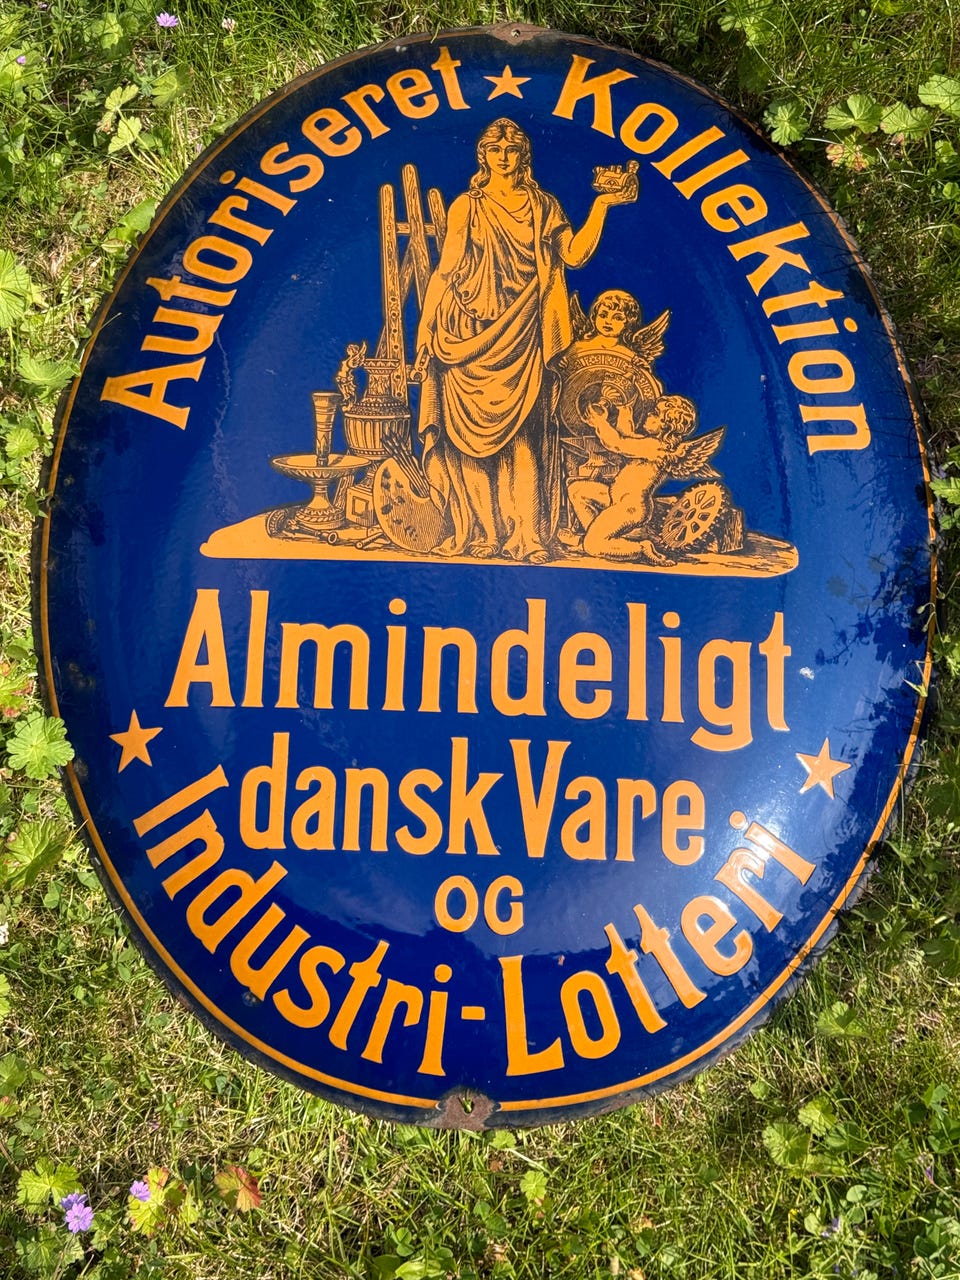 Autoriseret ★ Kollektion
Almindeligt
dansk Vare
OG
Industri-Lotteri